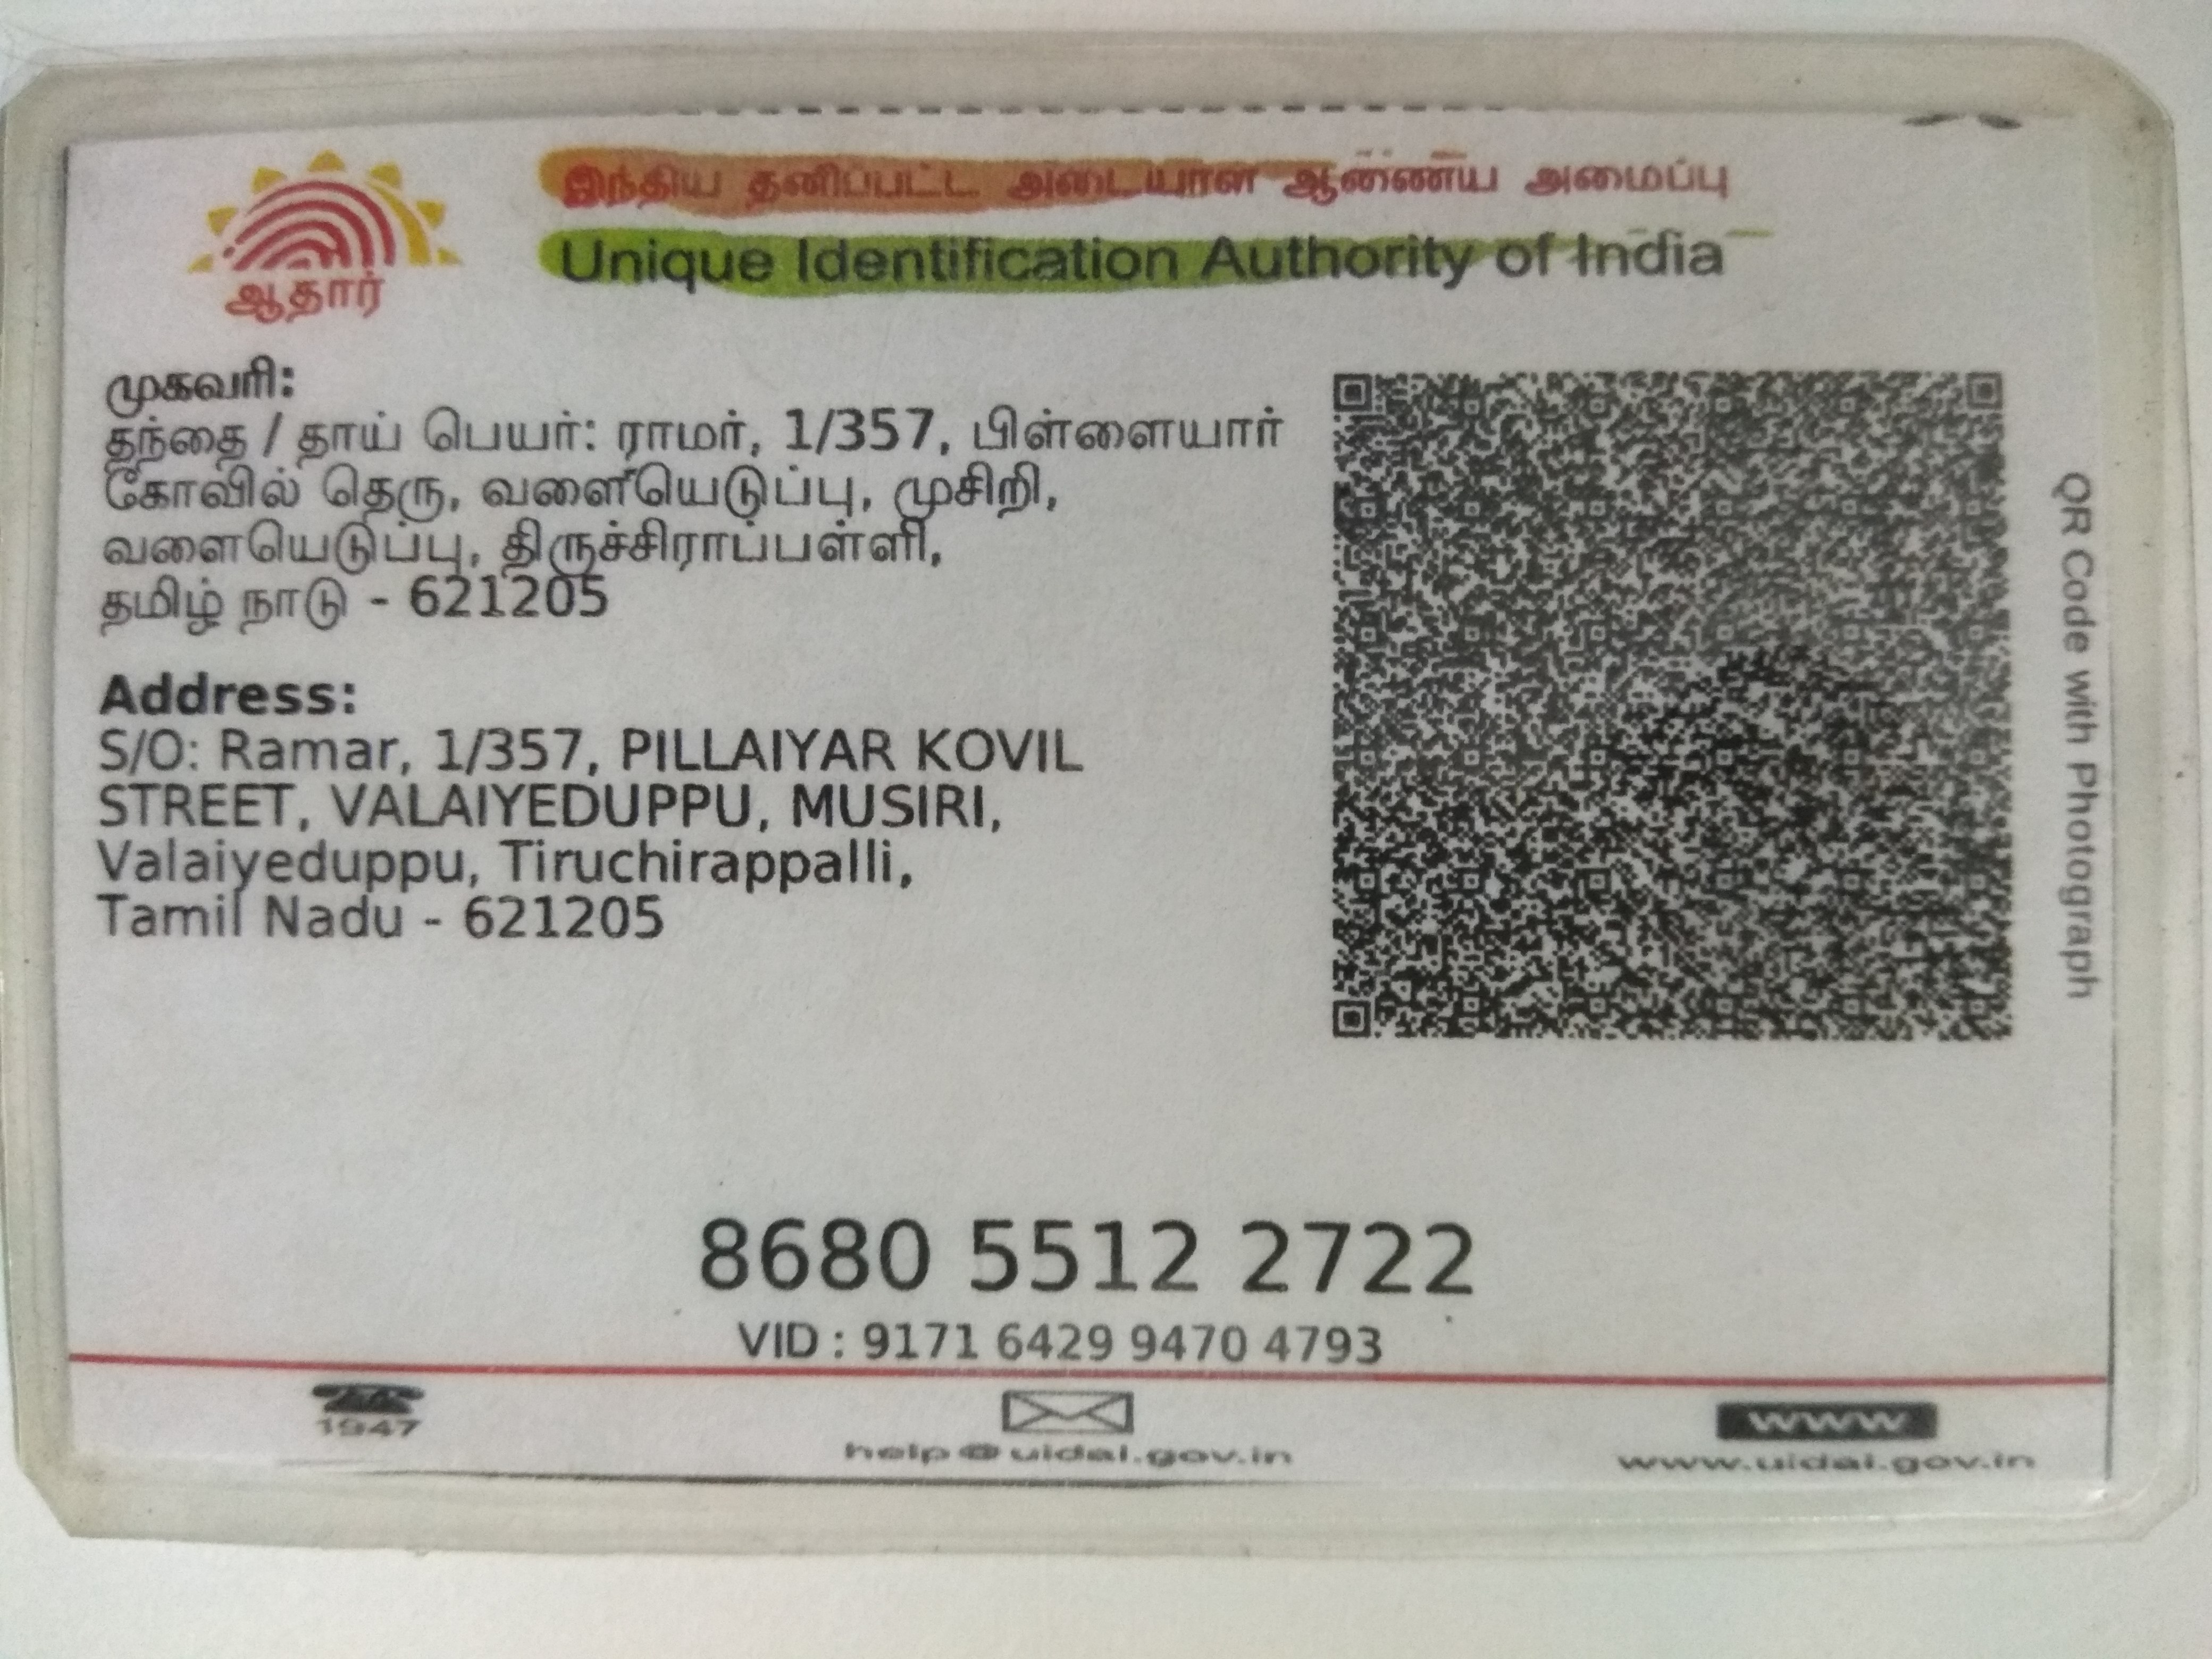 ஆதார்
இந்திய தனிப்பட்ட அடையாள ஆணைய அமைப்பு
Unique Identification Authority of India
முகவரி:
தந்தை / தாய் பெயர்: ராமர், 1/357, பிள்ளையார்
கோவில் தெரு, வளையெடுப்பு, முசிறி,
வளையெடுப்பு, திருச்சிராப்பள்ளி,
தமிழ் நாடு - 621205
Address:
S/O: Ramar, 1/357, PILLAIYAR KOVIL
STREET, VALAIYEDUPPU, MUSIRI,
Valaiyeduppu, Tiruchirappalli,
Tamil Nadu - 621205
QR Code with Photograph
8680 5512 2722
VID : 9171 6429 9470 4793
1947
help@uidai.gov.in
www
www.uidai.gov.in